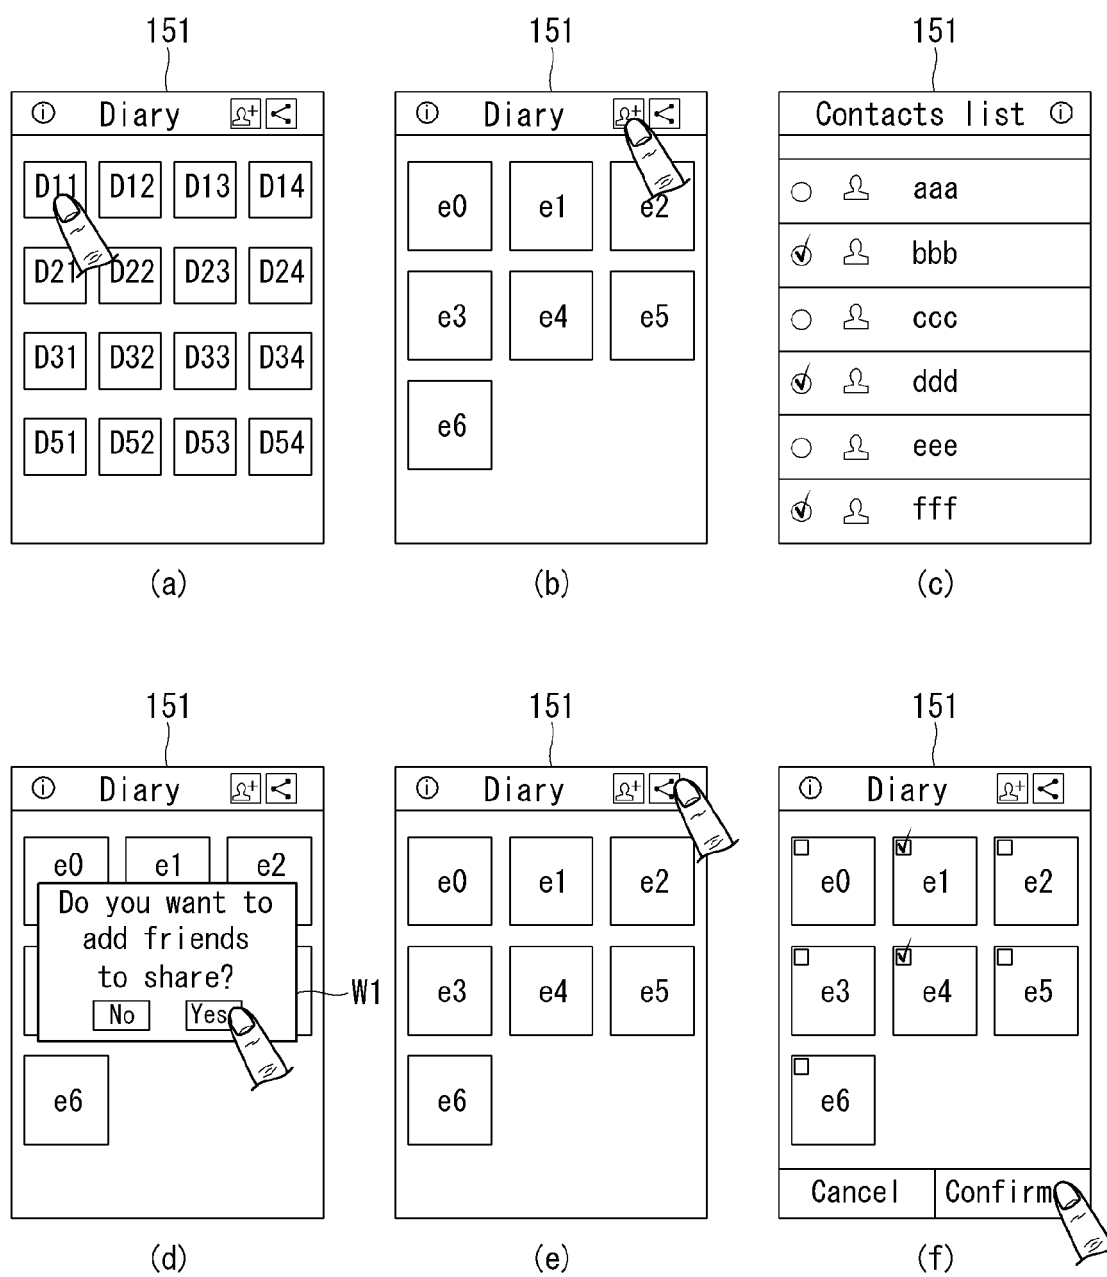 151 151 151
Diary
D11 D12 D13 D14
D21 D22 D23 D24
D31 D32 D33 D34
D51 D52 D53 D54
(a)
Diary
e0 e1 e2
e3 e4 e5
e6
(b)
Contacts list
aaa
bbb
ccc
ddd
eee
fff
(c)
151 151 151
Diary
e0 e1 e2
Do you want to
add friends
to share?
No Yes
W1
e6
(d)
Diary
e0 e1 e2
e3 e4 e5
e6
(e)
Diary
e0 e1 e2
e3 e4 e5
e6
Cancel Confirm
(f)